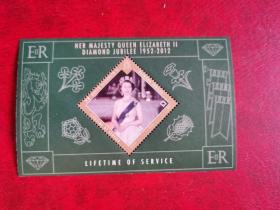 EiiR
HER MAJESTY QUEEN ELIZABETH II
DIAMOND JUBILEE 1952-2012
EiiR
LIFETIME OF SERVICE